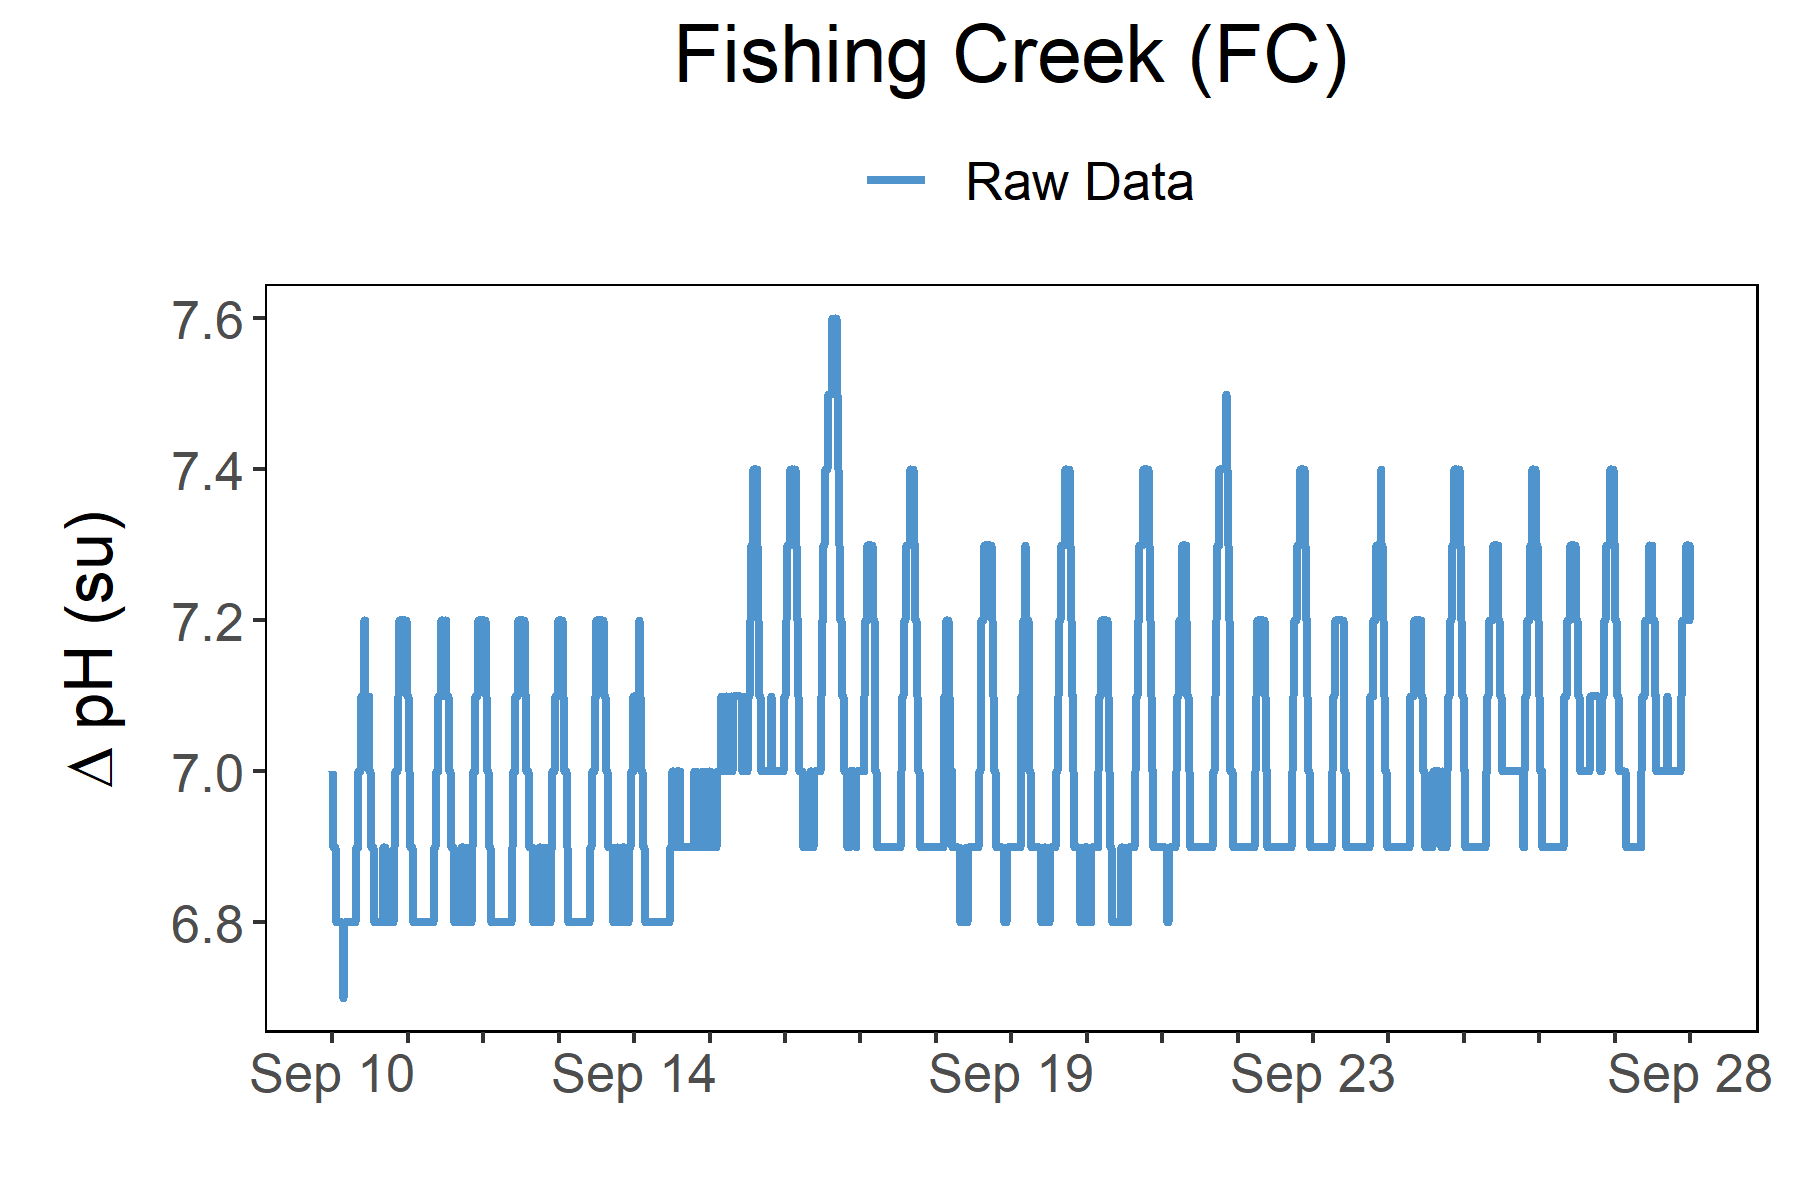 Fishing Creek (FC)
Raw Data
Δ pH (su)
7.6
7.4
7.2
7.0
6.8
Sep 10 Sep 14 Sep 19 Sep 23 Sep 28